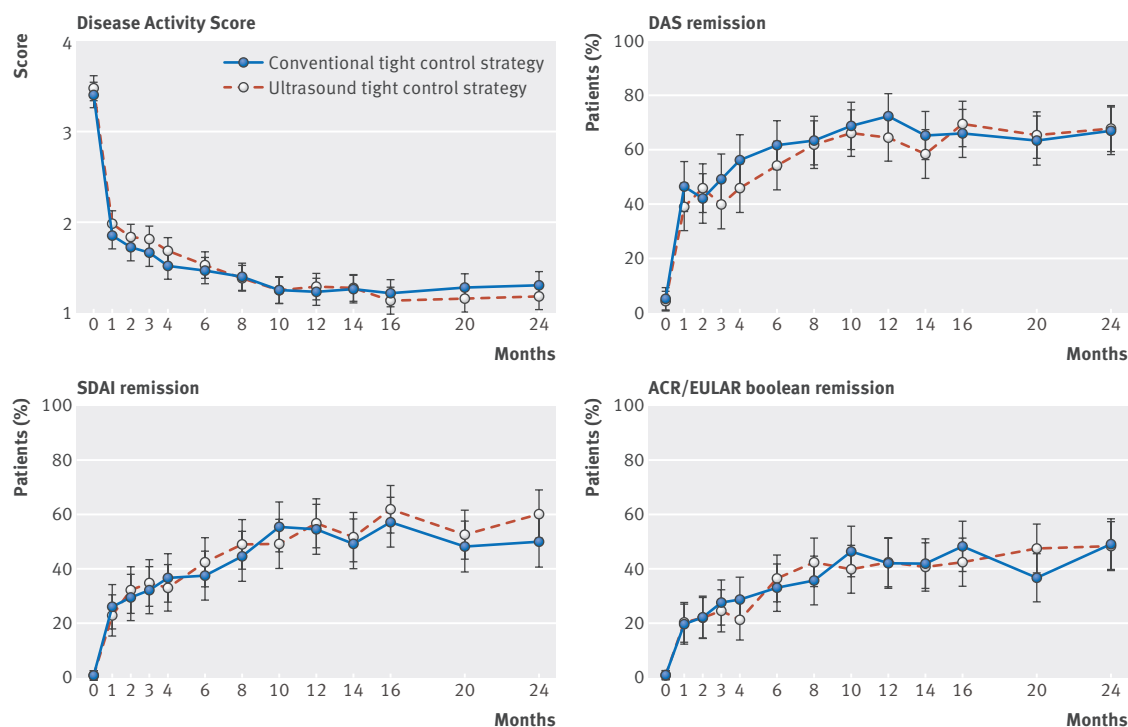 Disease Activity Score
Score
4
3
2
1
Conventional tight control strategy
Ultrasound tight control strategy
0 1 2 3 4 6 8 10 12 14 16 20 24
Months
DAS remission
Patients (%)
100
80
60
40
20
0
0 1 2 3 4 6 8 10 12 14 16 20 24
Months
SDAI remission
Patients (%)
100
80
60
40
20
0
0 1 2 3 4 6 8 10 12 14 16 20 24
Months
ACR/EULAR boolean remission
Patients (%)
100
80
60
40
20
0
0 1 2 3 4 6 8 10 12 14 16 20 24
Months